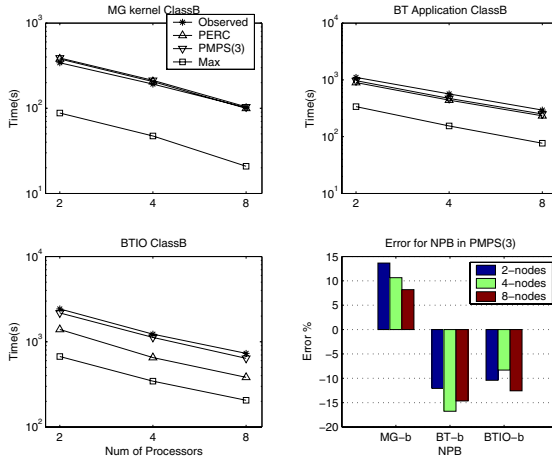 MG kernel ClassB
10^3
10^2
10^1
Time(s)
2 4 8
Observed
PERC
PMPS(3)
Max
BT Application ClassB
10^4
10^3
10^2
10^1
Time(s)
2 4 8
BTIO ClassB
10^4
10^3
10^2
Time(s)
2 4 8
Num of Processors
Error for NPB in PMPS(3)
15
10
5
0
−5
−10
−15
−20
Error %
2−nodes
4−nodes
8−nodes
MG−b BT−b BTIO−b
NPB